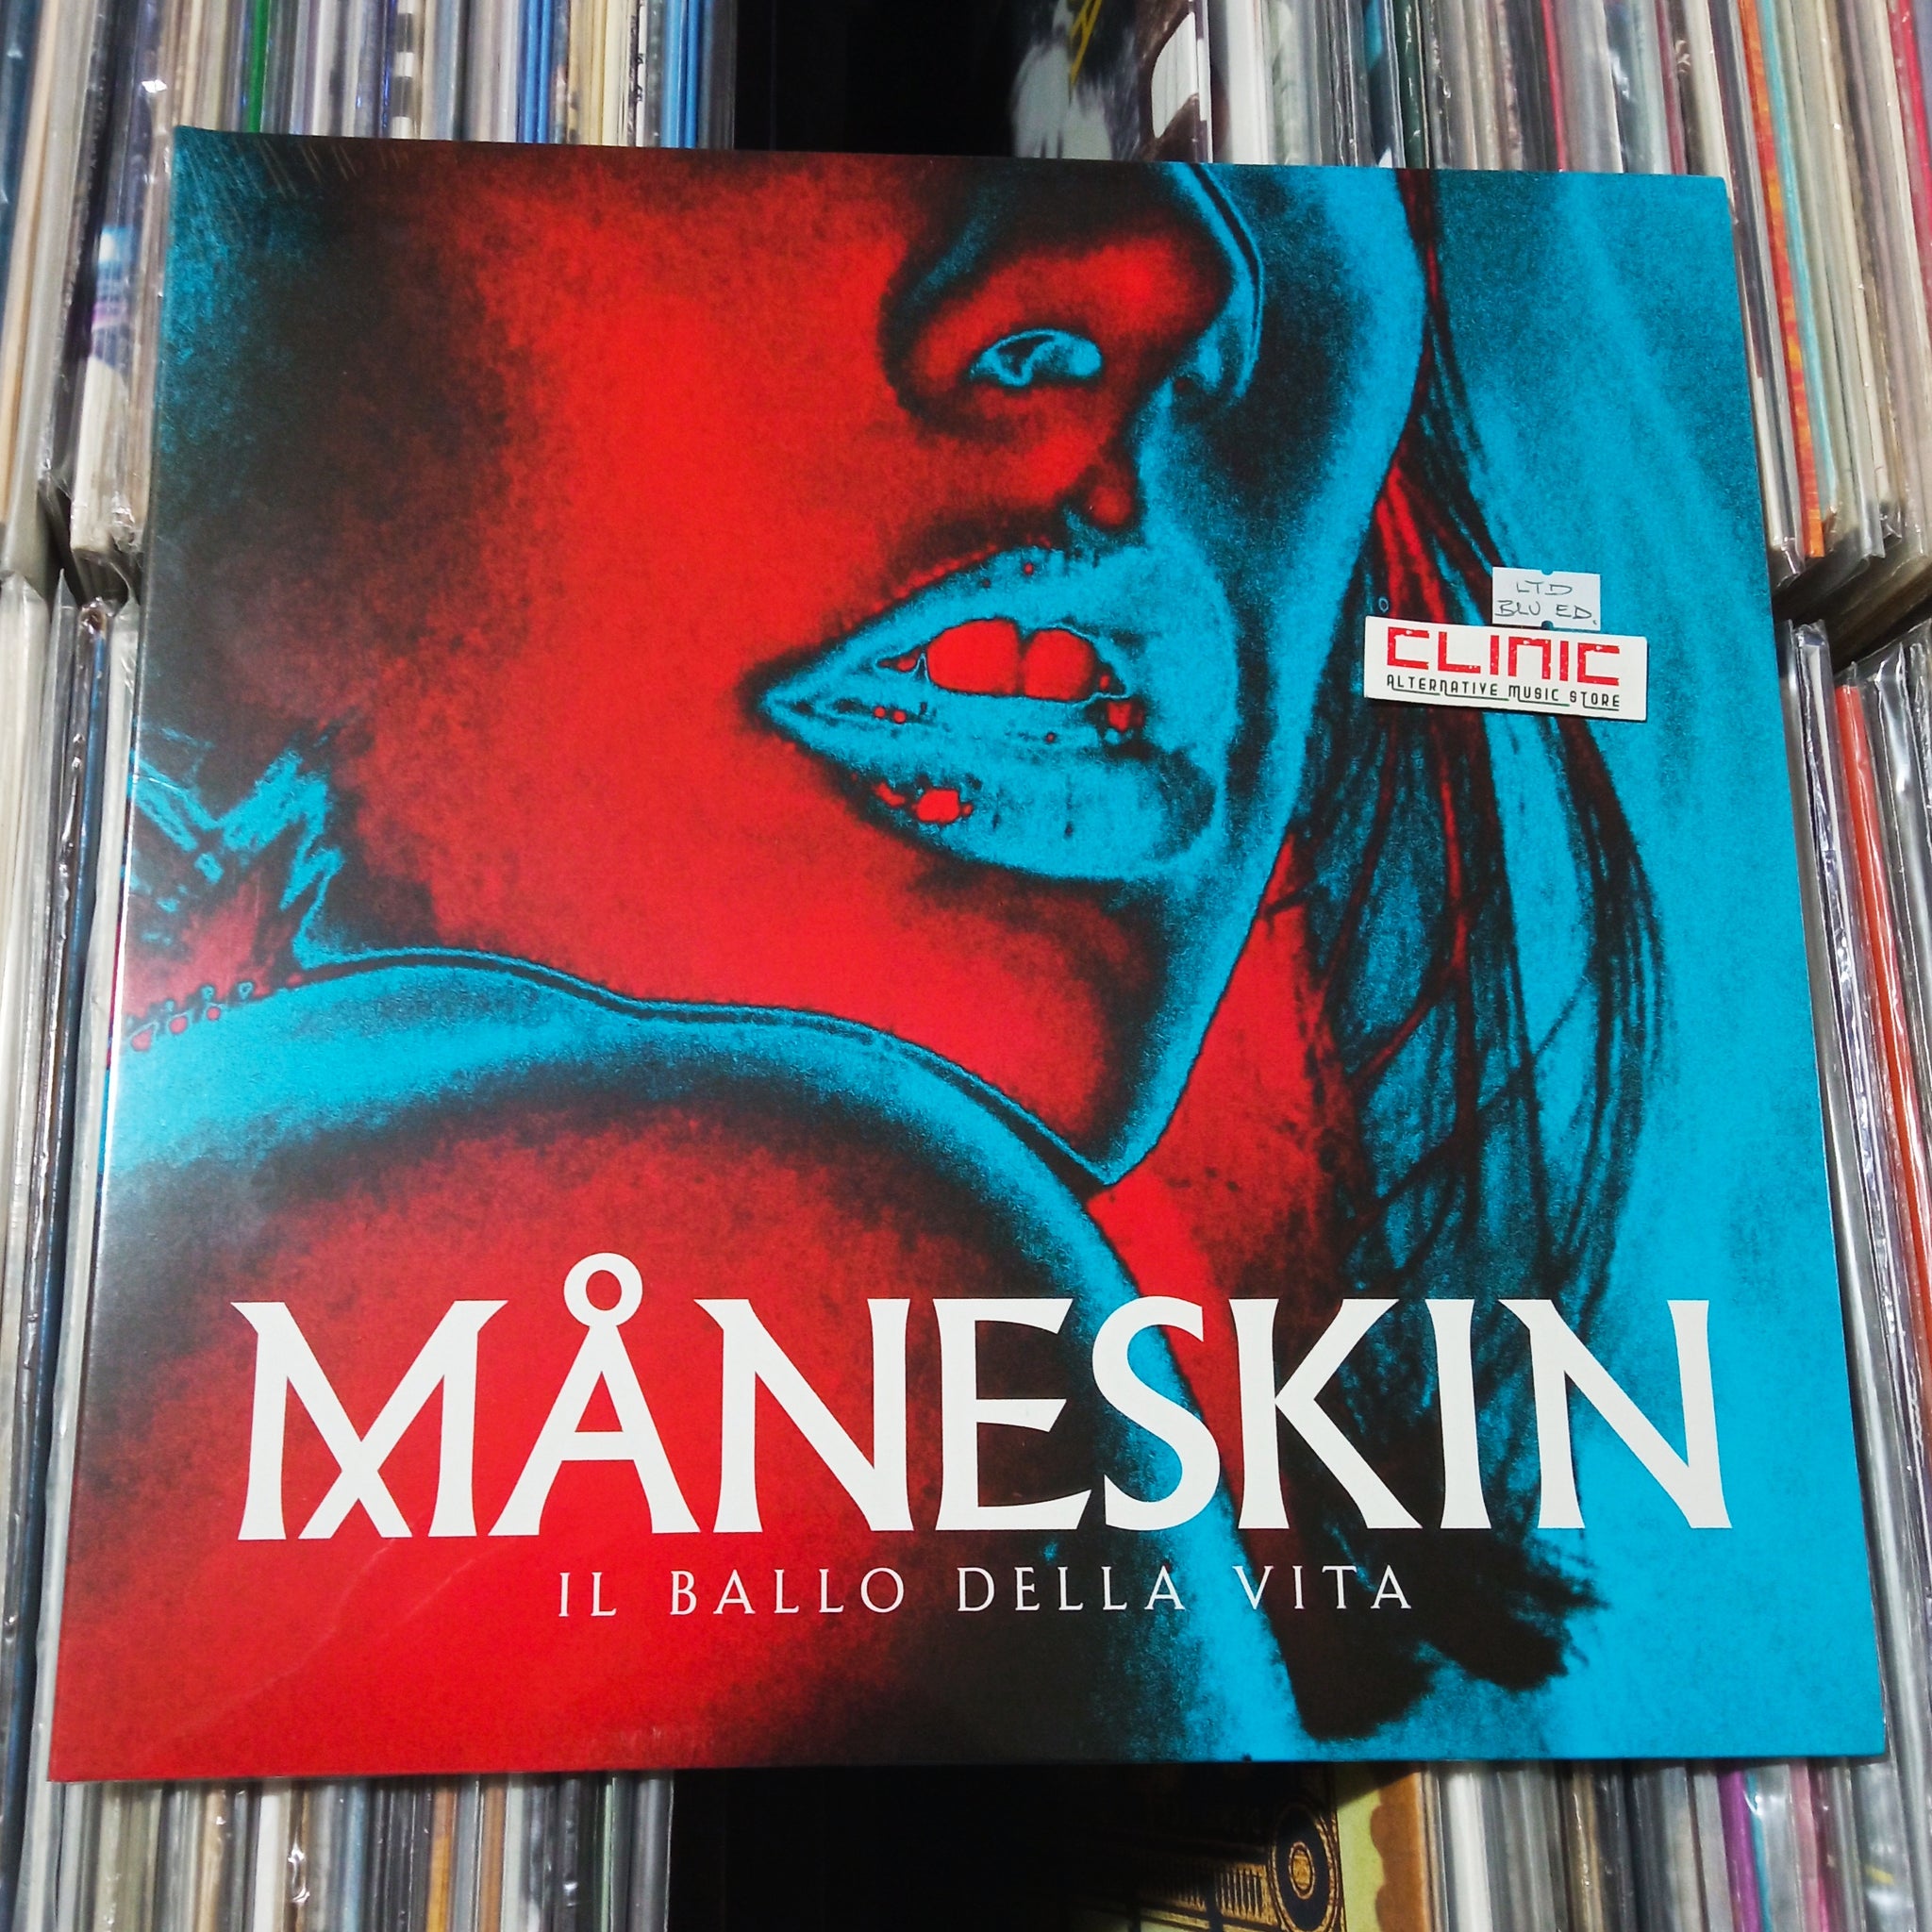 LTD
BLU ED.
CLINIC
ALTERNATIVE MUSIC STORE
MÅNESKIN
IL BALLO DELLA VITA